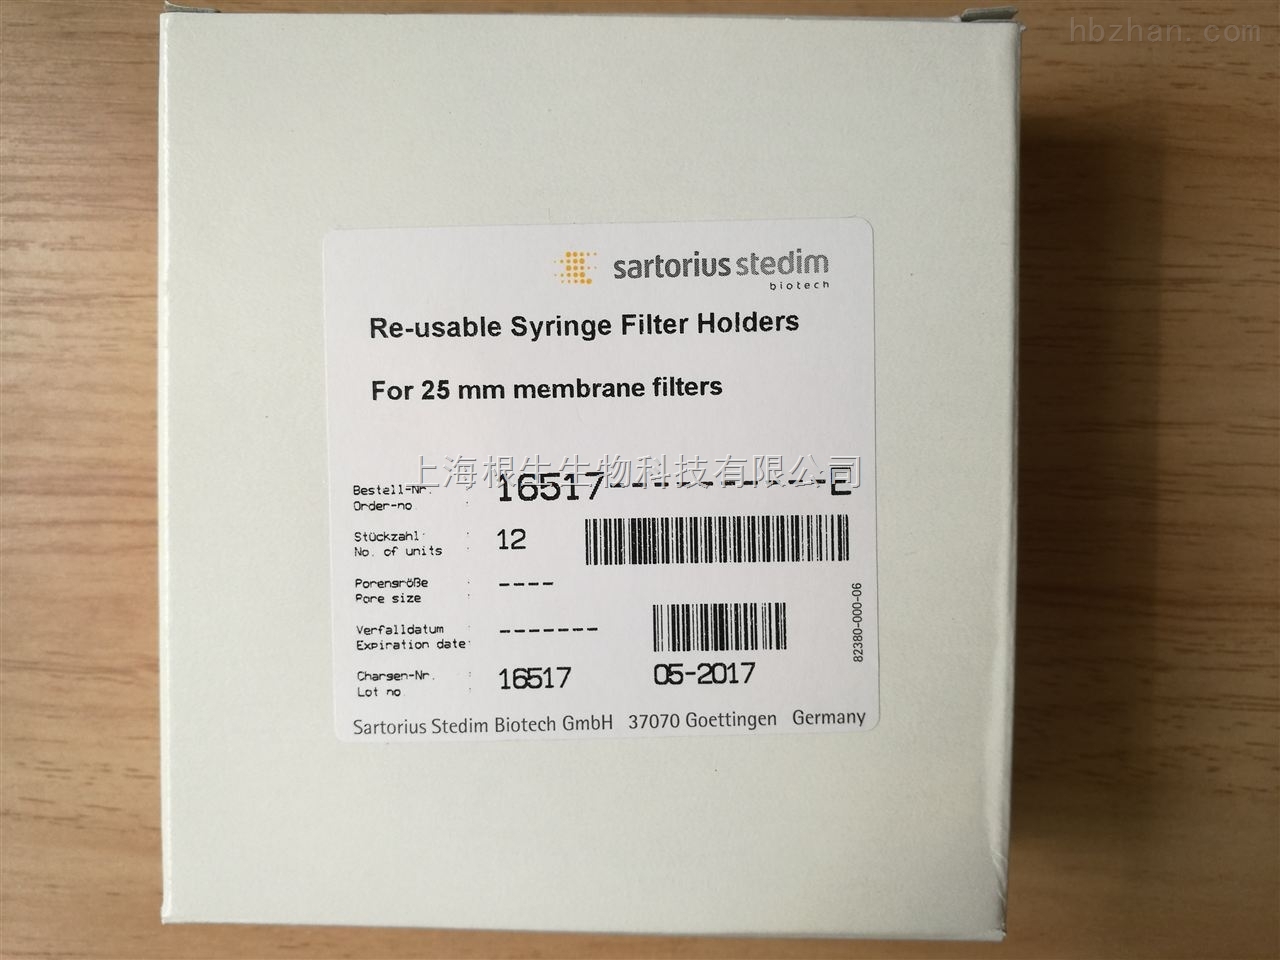 hbzhan.com
sartorius stedim
biotech
Re-usable Syringe Filter Holders
For 25 mm membrane filters
上海根生生物科技有限公司
Bestell-Nr. : 16517-----------E
Order-no
Stückzahl : 12
No. of units
Porengröße : ----
Pore size
Verfalldatum : -------
Expiration date
Chargen-Nr. : 16517 05-2017
Lot no
82380-000-06
Sartorius Stedim Biotech GmbH 37070 Goettingen Germany